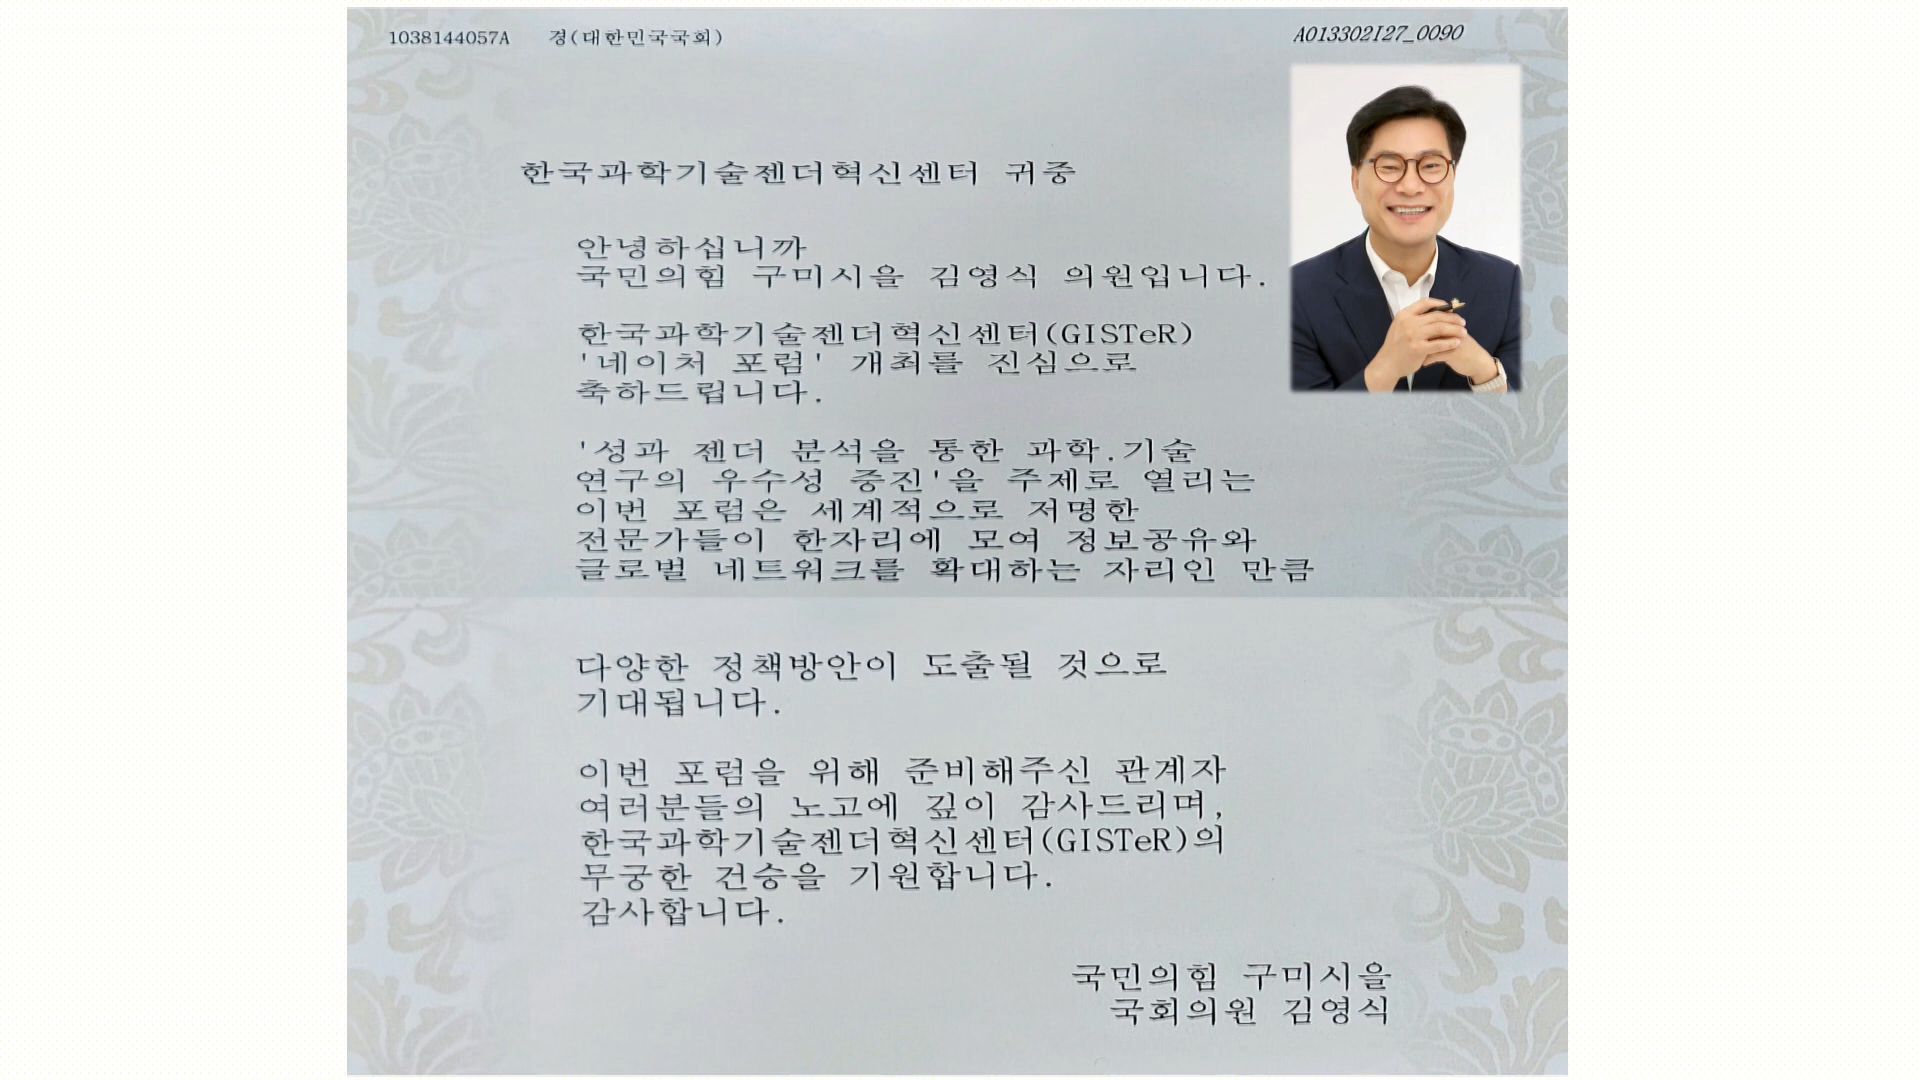 1038144057A 경(대한민국국회) A013302I27_0090
한국과학기술젠더혁신센터 귀중
안녕하십니까
국민의힘 구미시을 김영식 의원입니다.
한국과학기술젠더혁신센터(GISTeR)
'네이처 포럼' 개최를 진심으로
축하드립니다.
'성과 젠더 분석을 통한 과학.기술
연구의 우수성 증진'을 주제로 열리는
이번 포럼은 세계적으로 저명한
전문가들이 한자리에 모여 정보공유와
글로벌 네트워크를 확대하는 자리인 만큼
다양한 정책방안이 도출될 것으로
기대됩니다.
이번 포럼을 위해 준비해주신 관계자
여러분들의 노고에 깊이 감사드리며,
한국과학기술젠더혁신센터(GISTeR)의
무궁한 건승을 기원합니다.
감사합니다.
국민의힘 구미시을
국회의원 김영식